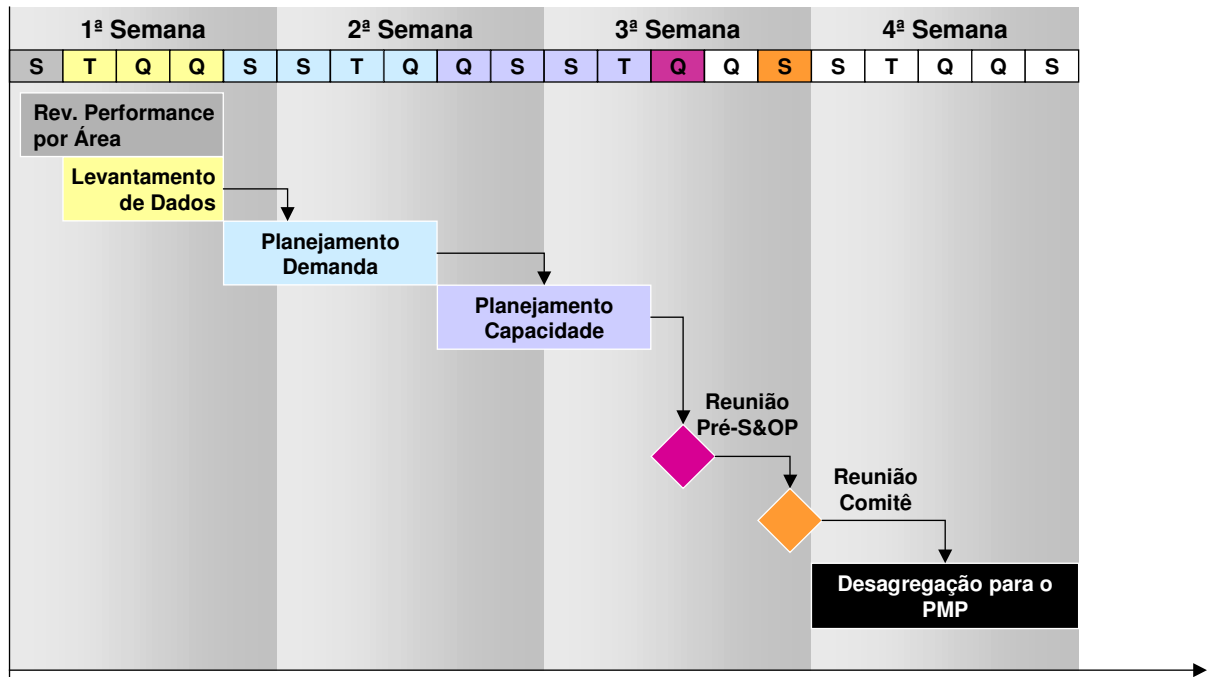 1ª Semana 2ª Semana 3ª Semana 4ª Semana
S T Q Q S S T Q Q S S T Q Q S S T Q Q S
Rev. Performance
por Área
Levantamento
de Dados
Planejamento
Demanda
Planejamento
Capacidade
Reunião
Pré-S&OP
Reunião
Comitê
Desagregação para o
PMP